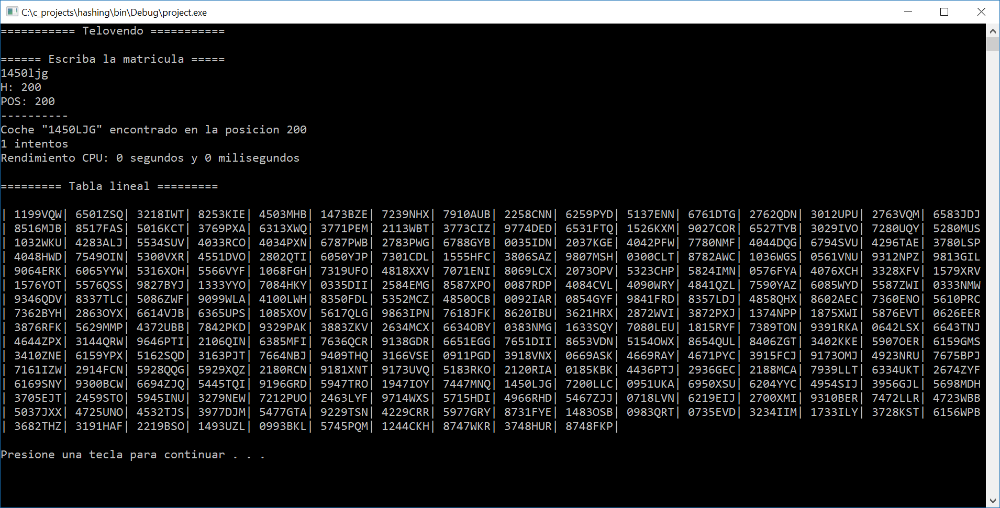 C:\c_projects\hashing\bin\Debug\project.exe
=========== Telovendo ===========
====== Escriba la matricula =====
1450ljg
H: 200
POS: 200
----------
Coche "1450LJG" encontrado en la posicion 200
1 intentos
Rendimiento CPU: 0 segundos y 0 milisegundos
========= Tabla lineal =========
| 1199VQW| 6501ZSQ| 3218IWT| 8253KIE| 4503MHB| 1473BZE| 7239NHX| 7910AUB| 2258CNN| 6259PYD| 5137ENN| 6761DTG| 2762QDN| 3012UPU| 2763VQM| 6583JDJ
| 8516MJB| 8517FAS| 5016KCT| 3769PXA| 6313XWQ| 3771PEM| 2113WBT| 3773CIZ| 9774DED| 6531FTQ| 1526KXM| 9027COR| 6527TYB| 3029IVO| 7280UQY| 5280MUS
| 1032WKU| 4283ALJ| 5534SUV| 4033RCO| 4034PXN| 6787PWB| 2783PWG| 6788GYB| 0035IDN| 2037KGE| 4042PFW| 7780NMF| 4044DQG| 6794SVU| 4296TAE| 3780LSP
| 4048HWD| 7549OIN| 5300VXR| 4551DVO| 2802QTI| 6050YJP| 7301CDL| 1555HFC| 3806SAZ| 9807MSH| 0300CLT| 8782AWC| 1036WGS| 0561VNU| 9312NPZ| 9813GIL
| 9064ERK| 6065YYW| 5316XOH| 5566VYF| 1068FGH| 7319UFO| 4818XXV| 7071ENI| 8069LCX| 2073OPV| 5323CHP| 5824IMN| 0576FYA| 4076XCH| 3328XFV| 1579XRV
| 1576YOT| 5576QSS| 9827BYJ| 1333YYO| 7084HKY| 0335DII| 2584EMG| 8587XPO| 0087RDP| 4084CVL| 4090WRY| 4841QZL| 7590YAZ| 6085WYD| 5587ZWI| 0333NMW
| 9346QDV| 8337TLC| 5086ZWF| 9099WLA| 4100LWH| 8350FDL| 5352MCZ| 4850OCB| 0092IAR| 0854GYF| 9841FRD| 8357LDJ| 4858QHX| 8602AEC| 7360ENO| 5610PRC
| 7362BYH| 2863OYX| 6614VJB| 6365UPS| 1085XOV| 5617QLG| 9863IPN| 7618JFK| 8620IBU| 3621HRX| 2872WVI| 3872PXJ| 1374NPP| 1875XWI| 5876EVT| 0626EER
| 3876RFK| 5629MMP| 4372UBB| 7842PKD| 9329PAK| 3883ZKV| 2634MCX| 6634OBY| 0383NMG| 1633SQY| 7080LEU| 1815RYF| 7389TON| 9391RKA| 0642LSX| 6643TNJ
| 4644ZPX| 3144QRW| 9646PTI| 2106QIN| 6385MFI| 7636QCR| 9138GDR| 6651EGG| 7651DII| 8653VDN| 5154OWX| 8654QUL| 8406ZGT| 3402KKE| 5907OER| 6159GMS
| 3410ZNE| 6159YPX| 5162SQD| 3163PJT| 7664NBJ| 9409THQ| 3166VSE| 0911PGD| 3918VNX| 0669ASK| 4669RAY| 4671PYC| 3915FCJ| 9173OMJ| 4923NRU| 7675BPJ
| 7161IZW| 2914FCN| 5928QQG| 5929XQZ| 2180RCN| 9181XNT| 9173UVQ| 5183RKO| 2120RIA| 0185KBK| 4436PTJ| 2936GEC| 2188MCA| 7939LLT| 6334UKT| 2674ZYF
| 6169SNY| 9300BCW| 6694ZJQ| 5445TQI| 9196GRD| 5947TRO| 1947IOY| 7447MNQ| 1450LJG| 7200LLC| 0951UKA| 6950XSU| 6204YYC| 4954SIJ| 3956GJL| 5698MDH
| 3705EJT| 2459STO| 5945INU| 3279NEW| 7212PUO| 2463LYF| 9714WXS| 5715HDI| 4966RHD| 5467ZJJ| 0718LVN| 6219EIJ| 2700XMI| 9310BER| 7472LLR| 4723WBB
| 5037JXX| 4725UNO| 4532TJS| 3977DJM| 5477GTA| 9229TSN| 4229CRR| 5977GRY| 8731FYE| 1483OSB| 0983QRT| 0735EVD| 3234IIM| 1733ILY| 3728KST| 6156WPB
| 3682THZ| 3191HAF| 2219BSO| 1493UZL| 0993BKL| 5745PQM| 1244CKH| 8747WKR| 3748HUR| 8748FKP|
Presione una tecla para continuar . . .